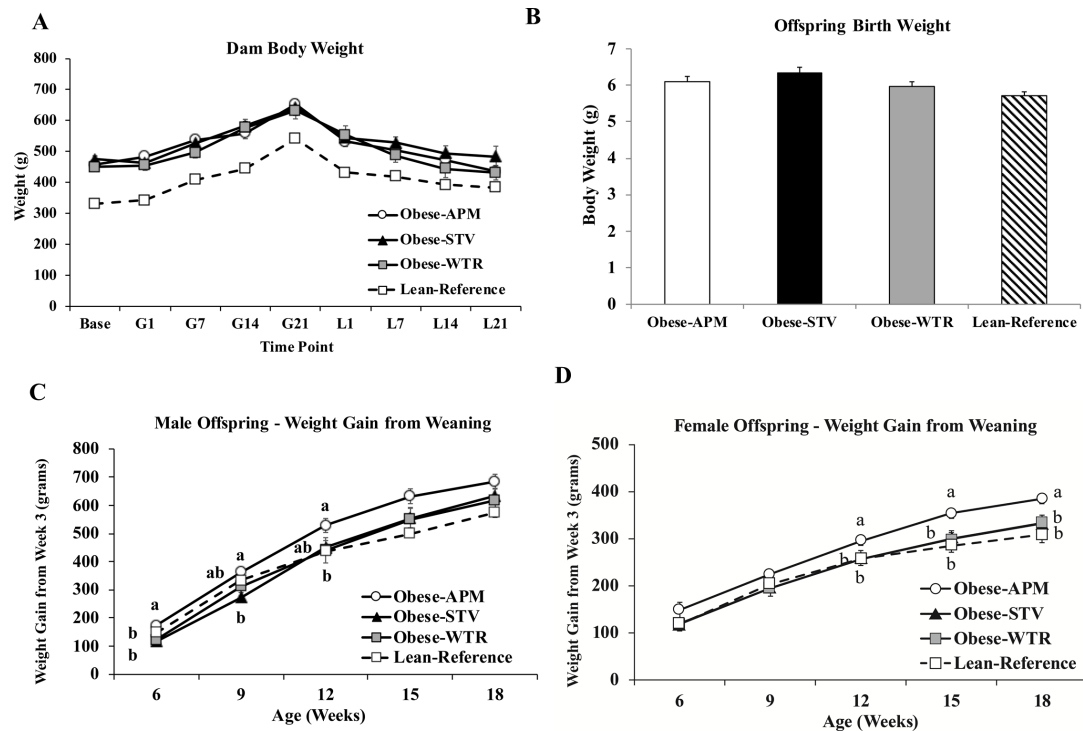 A
Dam Body Weight
Weight (g)
800
700
600
500
400
300
200
100
0
Base G1 G7 G14 G21 L1 L7 L14 L21
Time Point
Obese-APM
Obese-STV
Obese-WTR
Lean-Reference
B
Offspring Birth Weight
Body Weight (g)
7
6
5
4
3
2
1
0
Obese-APM Obese-STV Obese-WTR Lean-Reference
C
Male Offspring - Weight Gain from Weaning
Weight Gain from Week 3 (grams)
800
700
600
500
400
300
200
100
0
a
b
b
a
ab
b
a
ab
b
6 9 12 15 18
Age (Weeks)
Obese-APM
Obese-STV
Obese-WTR
Lean-Reference
D
Female Offspring - Weight Gain from Weaning
Weight Gain from Week 3 (grams)
500
400
300
200
100
0
a
b
b
a
b
b
a
b
b
6 9 12 15 18
Age (Weeks)
Obese-APM
Obese-STV
Obese-WTR
Lean-Reference